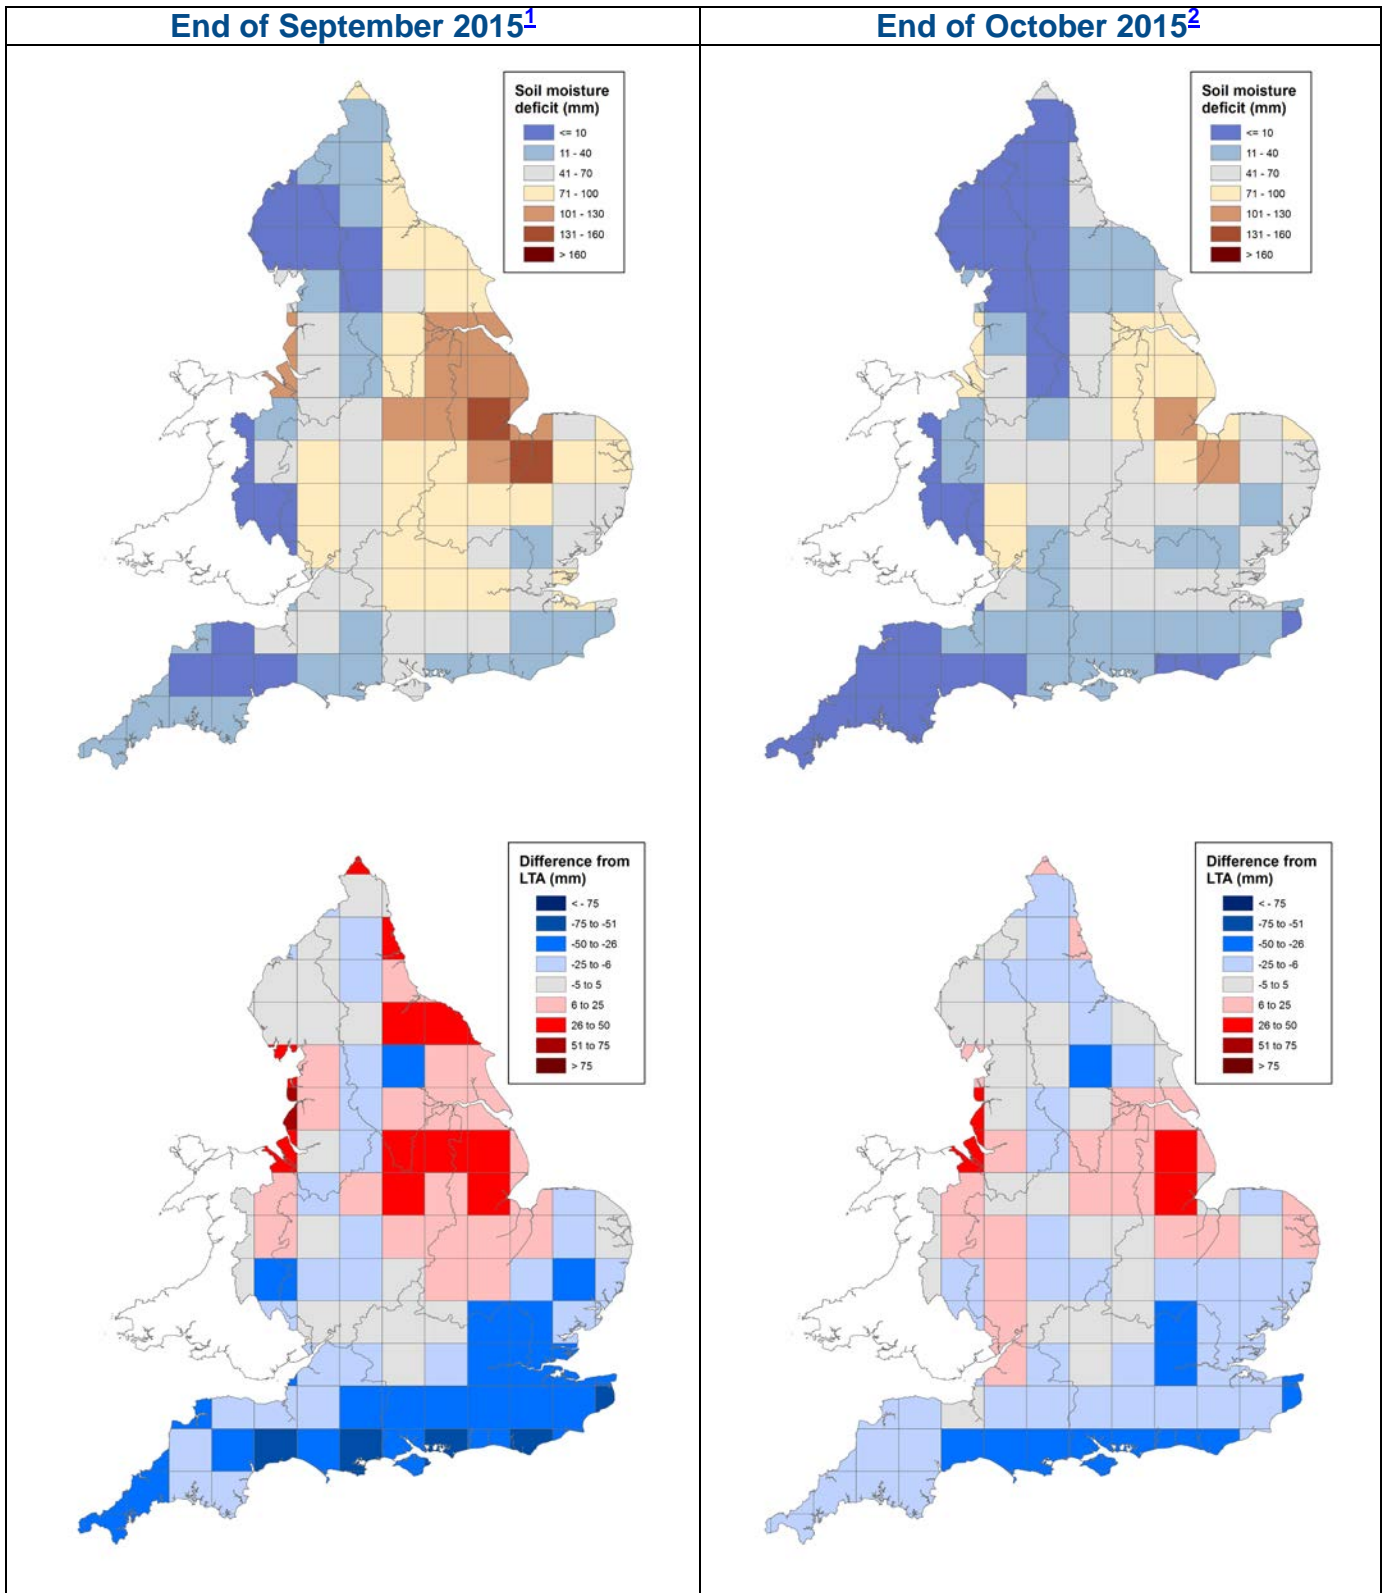 End of September 20151
End of October 20152
Soil moisture
deficit (mm)
<= 10
11 - 40
41 - 70
71 - 100
101 - 130
131 - 160
> 160
Soil moisture
deficit (mm)
<= 10
11 - 40
41 - 70
71 - 100
101 - 130
131 - 160
> 160
Difference from
LTA (mm)
< - 75
-75 to -51
-50 to -26
-25 to -6
-5 to 5
6 to 25
26 to 50
51 to 75
> 75
Difference from
LTA (mm)
< - 75
-75 to -51
-50 to -26
-25 to -6
-5 to 5
6 to 25
26 to 50
51 to 75
> 75